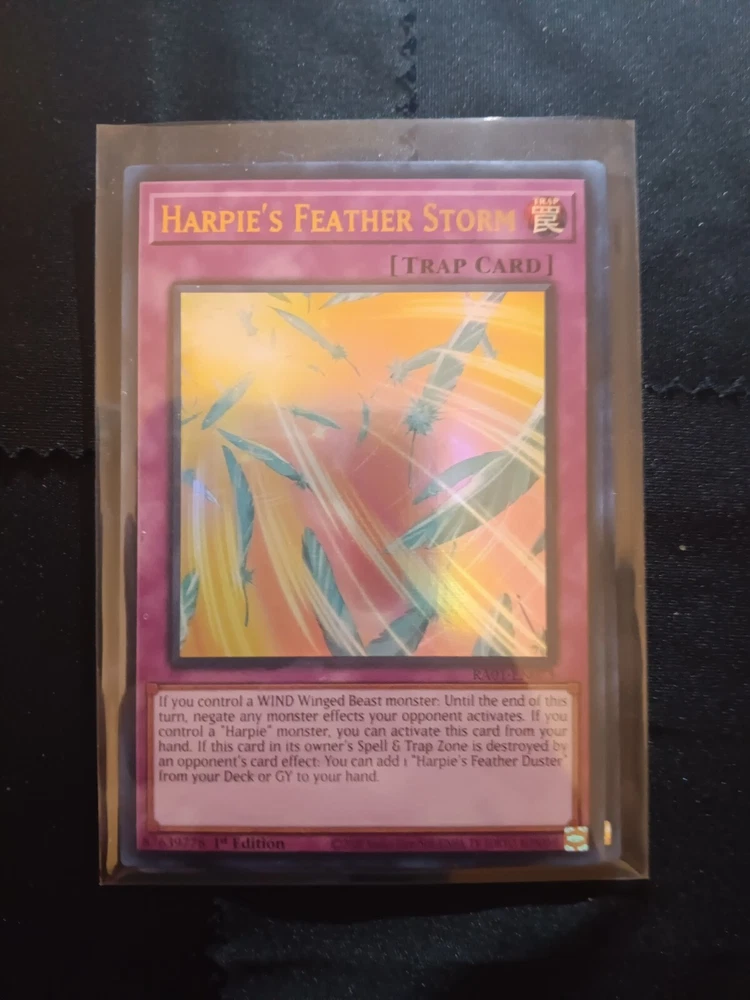 HARPIE'S FEATHER STORM
TRAP
罠
[TRAP CARD]
If you control a WIND Winged Beast monster: Until the end of this
turn, negate any monster effects your opponent activates. If you
control a "Harpie" monster, you can activate this card from your
hand. If this card in its owner's Spell & Trap Zone is destroyed by
an opponent's card effect: You can add 1 "Harpie's Feather Duster"
from your Deck or GY to your hand.
1st Edition